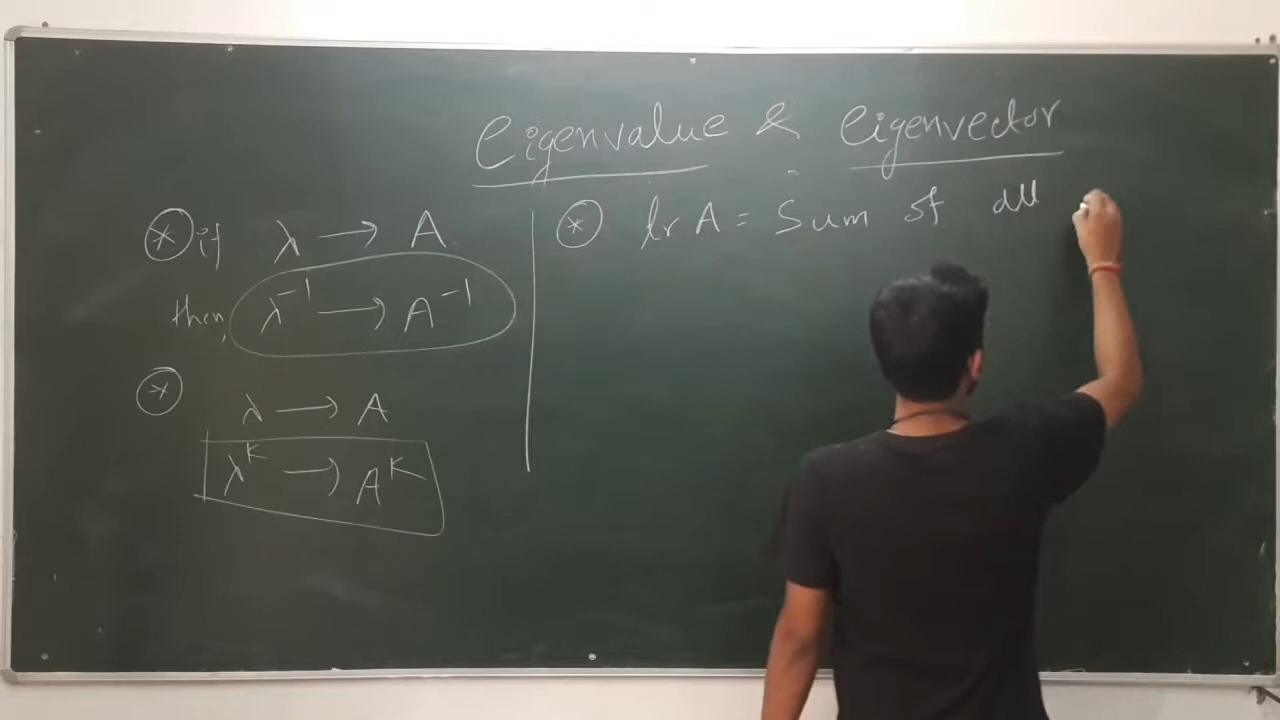 Eigenvalue & Eigenvector
⊛ if λ → A
then, λ⁻¹ → A⁻¹
⊛ λ → A
λᴷ → Aᴷ
⊛ tr A = Sum of all